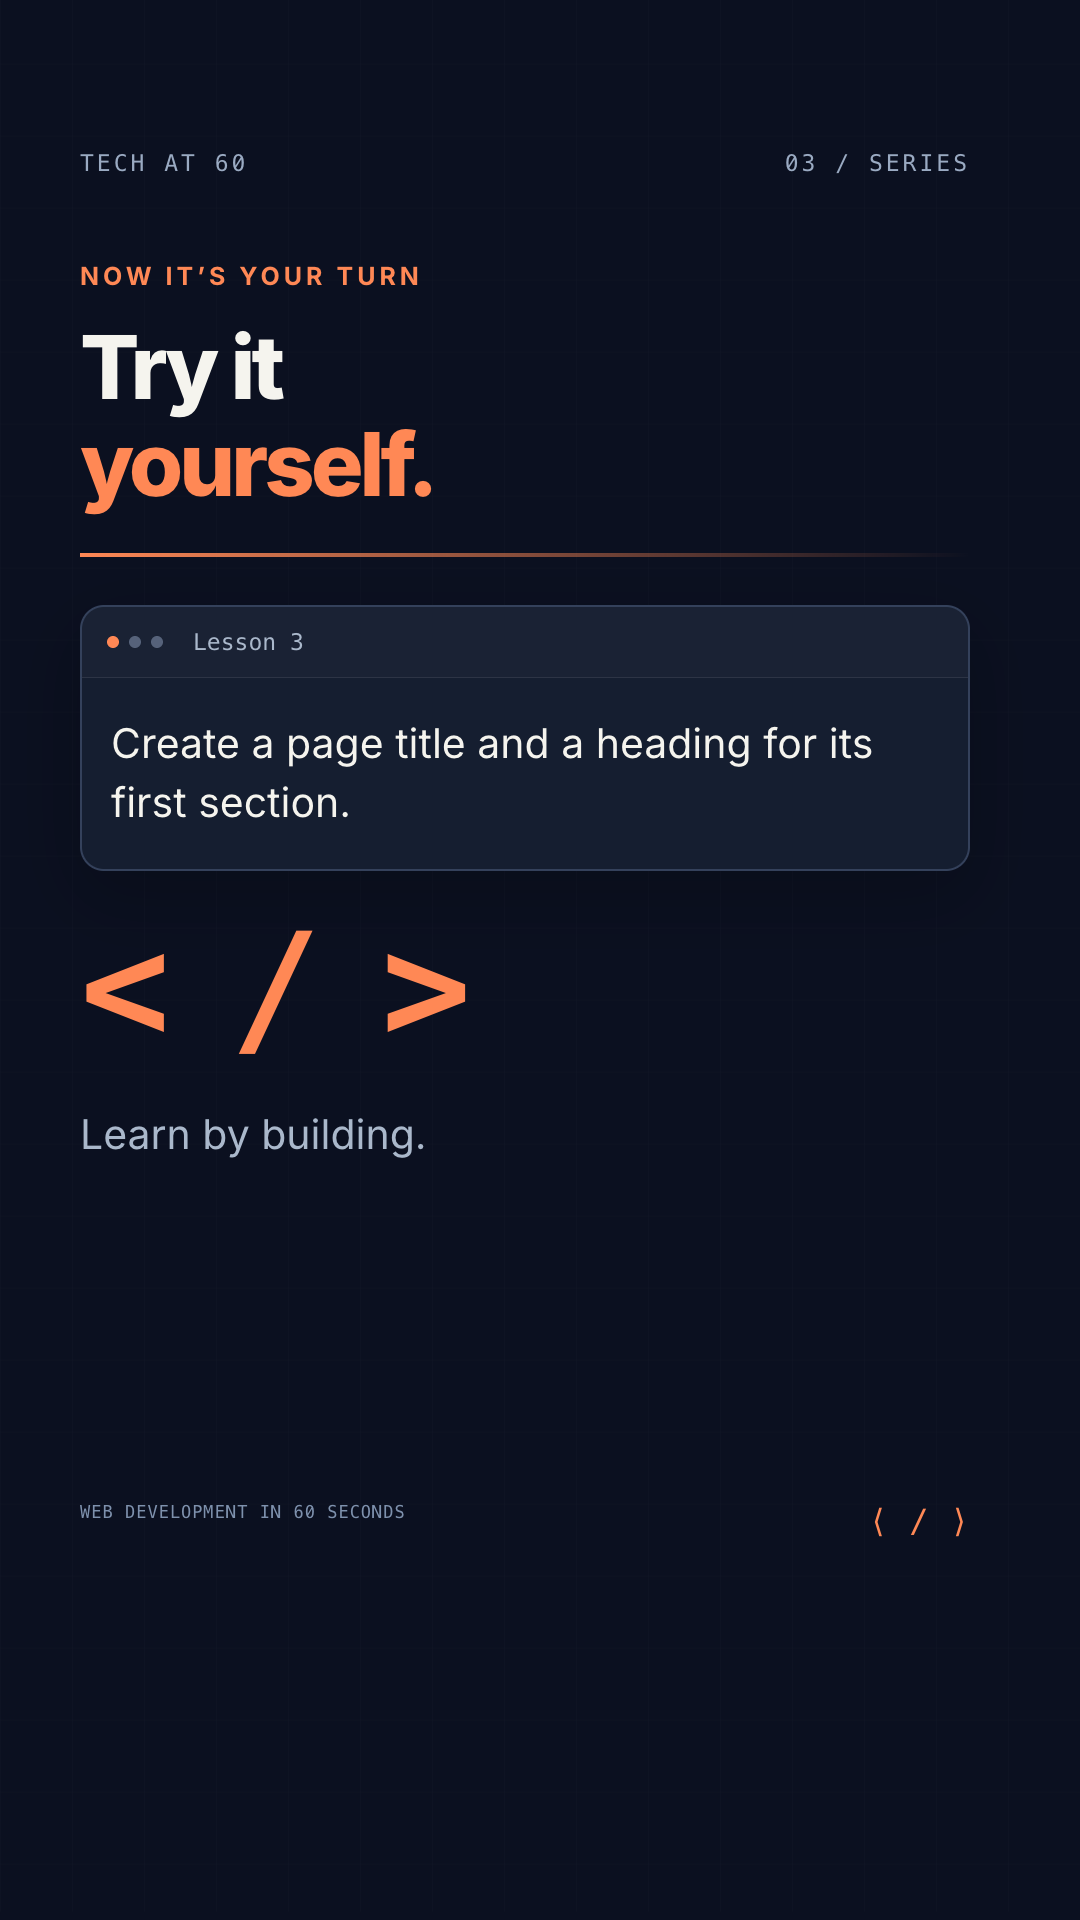 TECH AT 60
03 / SERIES
NOW IT’S YOUR TURN
Try it
yourself.
Lesson 3
Create a page title and a heading for its
first section.
< / >
Learn by building.
WEB DEVELOPMENT IN 60 SECONDS
⟨ / ⟩